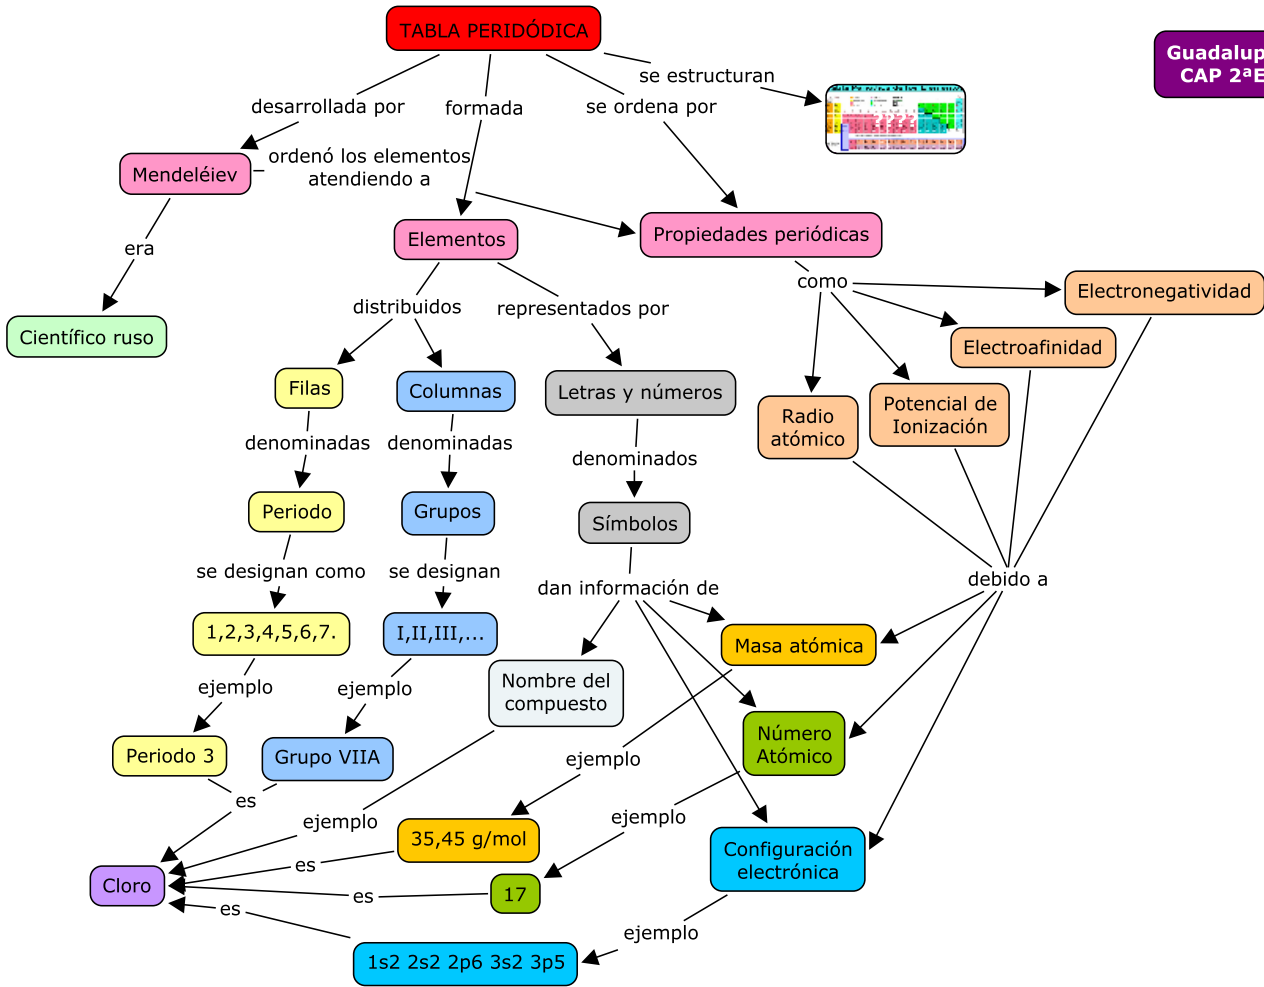 TABLA PERIDÓDICA
Guadalup
CAP 2ªE
se estructuran
desarrollada por
formada
se ordena por
ordenó los elementos
atendiendo a
Mendeléiev
Elementos
Propiedades periódicas
era
como
Electronegatividad
distribuidos
representados por
Científico ruso
Electroafinidad
Filas
Columnas
Letras y números
Radio
atómico
Potencial de
Ionización
denominadas
denominadas
denominados
Periodo
Grupos
Símbolos
se designan como
se designan
dan información de
debido a
1,2,3,4,5,6,7.
I,II,III,...
Masa atómica
ejemplo
ejemplo
Nombre del
compuesto
Número
Atómico
Periodo 3
Grupo VIIA
ejemplo
es
ejemplo
ejemplo
35,45 g/mol
Configuración
electrónica
es
Cloro
17
es
es
ejemplo
1s2 2s2 2p6 3s2 3p5